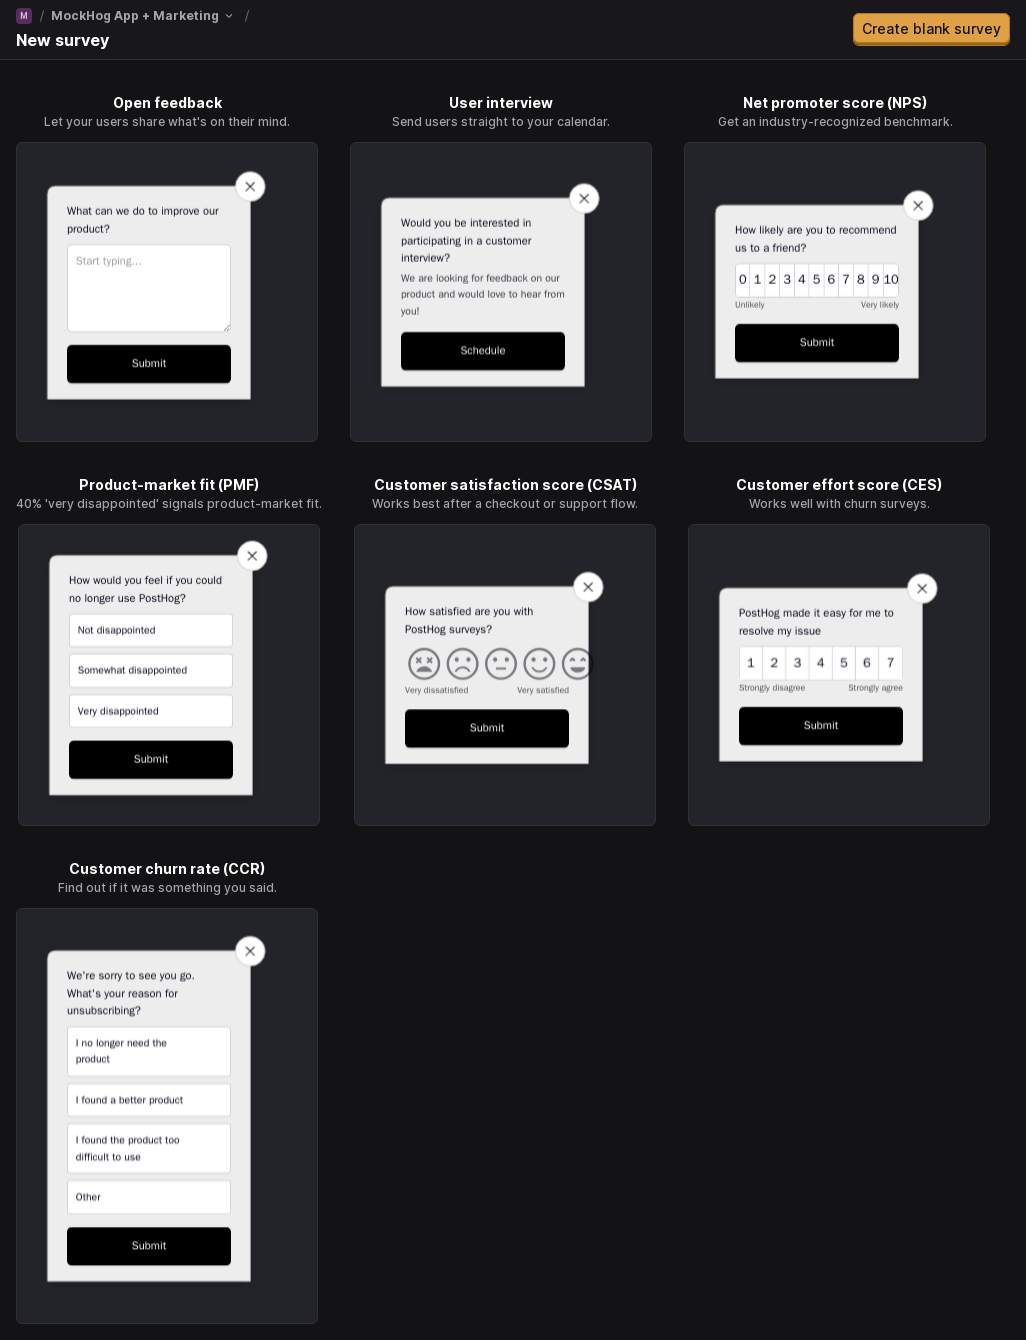 M / MockHog App + Marketing /
New survey
Create blank survey
Open feedback
Let your users share what's on their mind.
What can we do to improve our
product?
Start typing...
Submit
User interview
Send users straight to your calendar.
Would you be interested in
participating in a customer
interview?
We are looking for feedback on our
product and would love to hear from
you!
Schedule
Net promoter score (NPS)
Get an industry-recognized benchmark.
How likely are you to recommend
us to a friend?
0 1 2 3 4 5 6 7 8 9 10
Unlikely Very likely
Submit
Product-market fit (PMF)
40% 'very disappointed' signals product-market fit.
How would you feel if you could
no longer use PostHog?
Not disappointed
Somewhat disappointed
Very disappointed
Submit
Customer satisfaction score (CSAT)
Works best after a checkout or support flow.
How satisfied are you with
PostHog surveys?
Very dissatisfied Very satisfied
Submit
Customer effort score (CES)
Works well with churn surveys.
PostHog made it easy for me to
resolve my issue
1 2 3 4 5 6 7
Strongly disagree Strongly agree
Submit
Customer churn rate (CCR)
Find out if it was something you said.
We're sorry to see you go.
What's your reason for
unsubscribing?
I no longer need the
product
I found a better product
I found the product too
difficult to use
Other
Submit